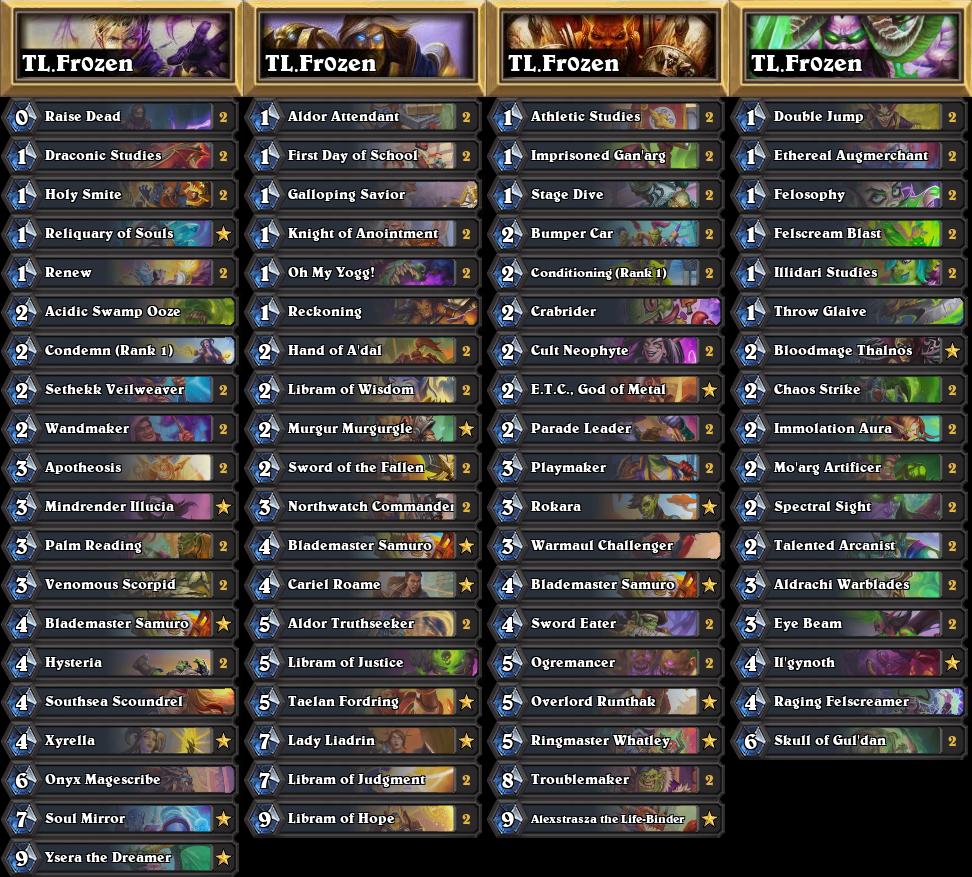 TL.Fr0zen
0 Raise Dead 2
1 Draconic Studies 2
1 Holy Smite 2
1 Reliquary of Souls
1 Renew 2
2 Acidic Swamp Ooze
2 Condemn (Rank 1)
2 Sethekk Veilweaver 2
2 Wandmaker 2
3 Apotheosis 2
3 Mindrender Illucia
3 Palm Reading 2
3 Venomous Scorpid 2
4 Blademaster Samuro
4 Hysteria 2
4 Southsea Scoundrel
4 Xyrella
6 Onyx Magescribe
7 Soul Mirror
9 Ysera the Dreamer
TL.Fr0zen
1 Aldor Attendant 2
1 First Day of School 2
1 Galloping Savior
1 Knight of Anointment 2
1 Oh My Yogg! 2
1 Reckoning
2 Hand of A'dal 2
2 Libram of Wisdom 2
2 Murgur Murgurgle
2 Sword of the Fallen 2
3 Northwatch Commander 2
4 Blademaster Samuro
4 Cariel Roame
5 Aldor Truthseeker 2
5 Libram of Justice
5 Taelan Fordring
7 Lady Liadrin
7 Libram of Judgment 2
9 Libram of Hope 2
TL.Fr0zen
1 Athletic Studies 2
1 Imprisoned Gan'arg 2
1 Stage Dive 2
2 Bumper Car 2
2 Conditioning (Rank 1) 2
2 Crabrider
2 Cult Neophyte 2
2 E.T.C., God of Metal
2 Parade Leader 2
3 Playmaker 2
3 Rokara
3 Warmaul Challenger
4 Blademaster Samuro
4 Sword Eater 2
5 Ogremancer 2
5 Overlord Runthak
5 Ringmaster Whatley
8 Troublemaker 2
9 Alexstrasza the Life-Binder
TL.Fr0zen
1 Double Jump 2
1 Ethereal Augmerchant 2
1 Felosophy 2
1 Felscream Blast 2
1 Illidari Studies 2
1 Throw Glaive
2 Bloodmage Thalnos
2 Chaos Strike 2
2 Immolation Aura 2
2 Mo'arg Artificer 2
2 Spectral Sight 2
2 Talented Arcanist 2
3 Aldrachi Warblades 2
3 Eye Beam 2
4 Il'gynoth
4 Raging Felscreamer
6 Skull of Gul'dan 2